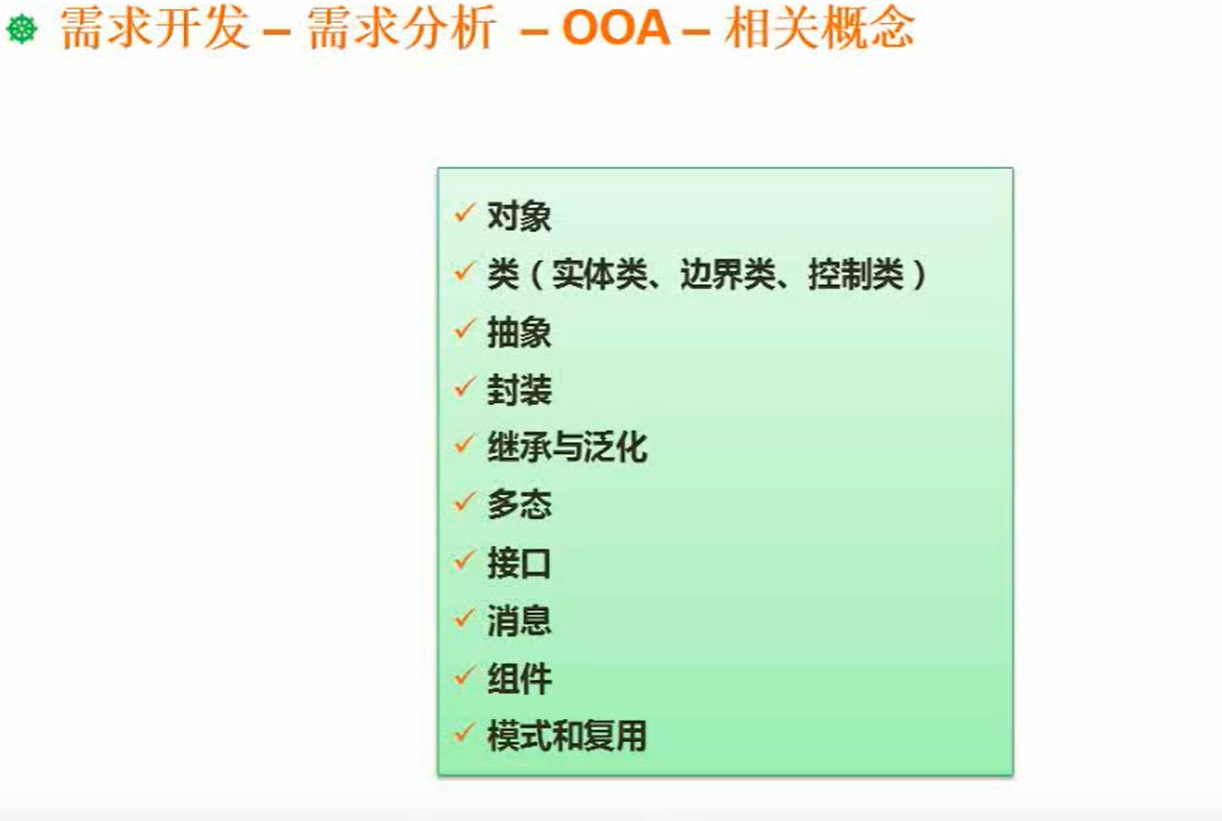 需求开发 – 需求分析 – OOA – 相关概念
✓ 对象
✓ 类（实体类、边界类、控制类）
✓ 抽象
✓ 封装
✓ 继承与泛化
✓ 多态
✓ 接口
✓ 消息
✓ 组件
✓ 模式和复用